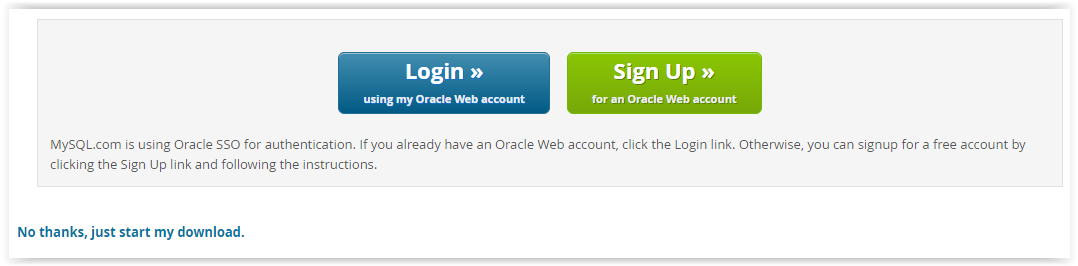 Login »
using my Oracle Web account
Sign Up »
for an Oracle Web account
MySQL.com is using Oracle SSO for authentication. If you already have an Oracle Web account, click the Login link. Otherwise, you can signup for a free account by
clicking the Sign Up link and following the instructions.
No thanks, just start my download.